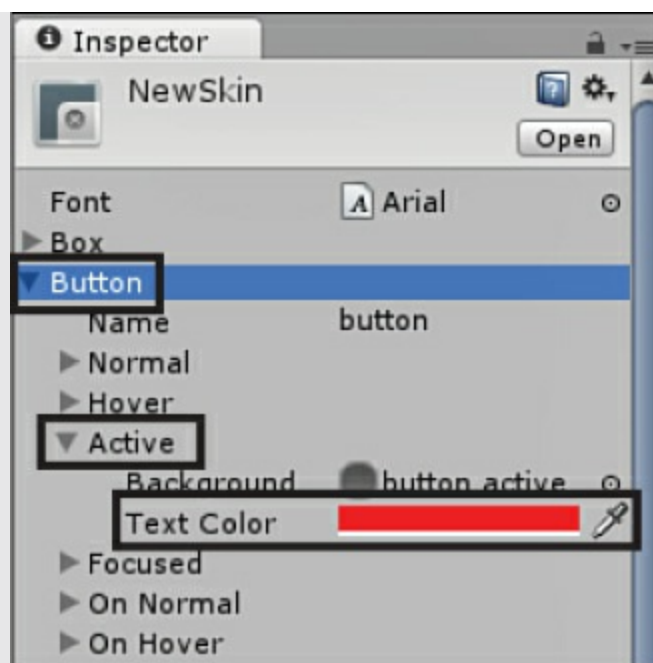 Inspector
NewSkin
Open
Font Arial
Box
Button
Name button
Normal
Hover
Active
Background button active
Text Color
Focused
On Normal
On Hover